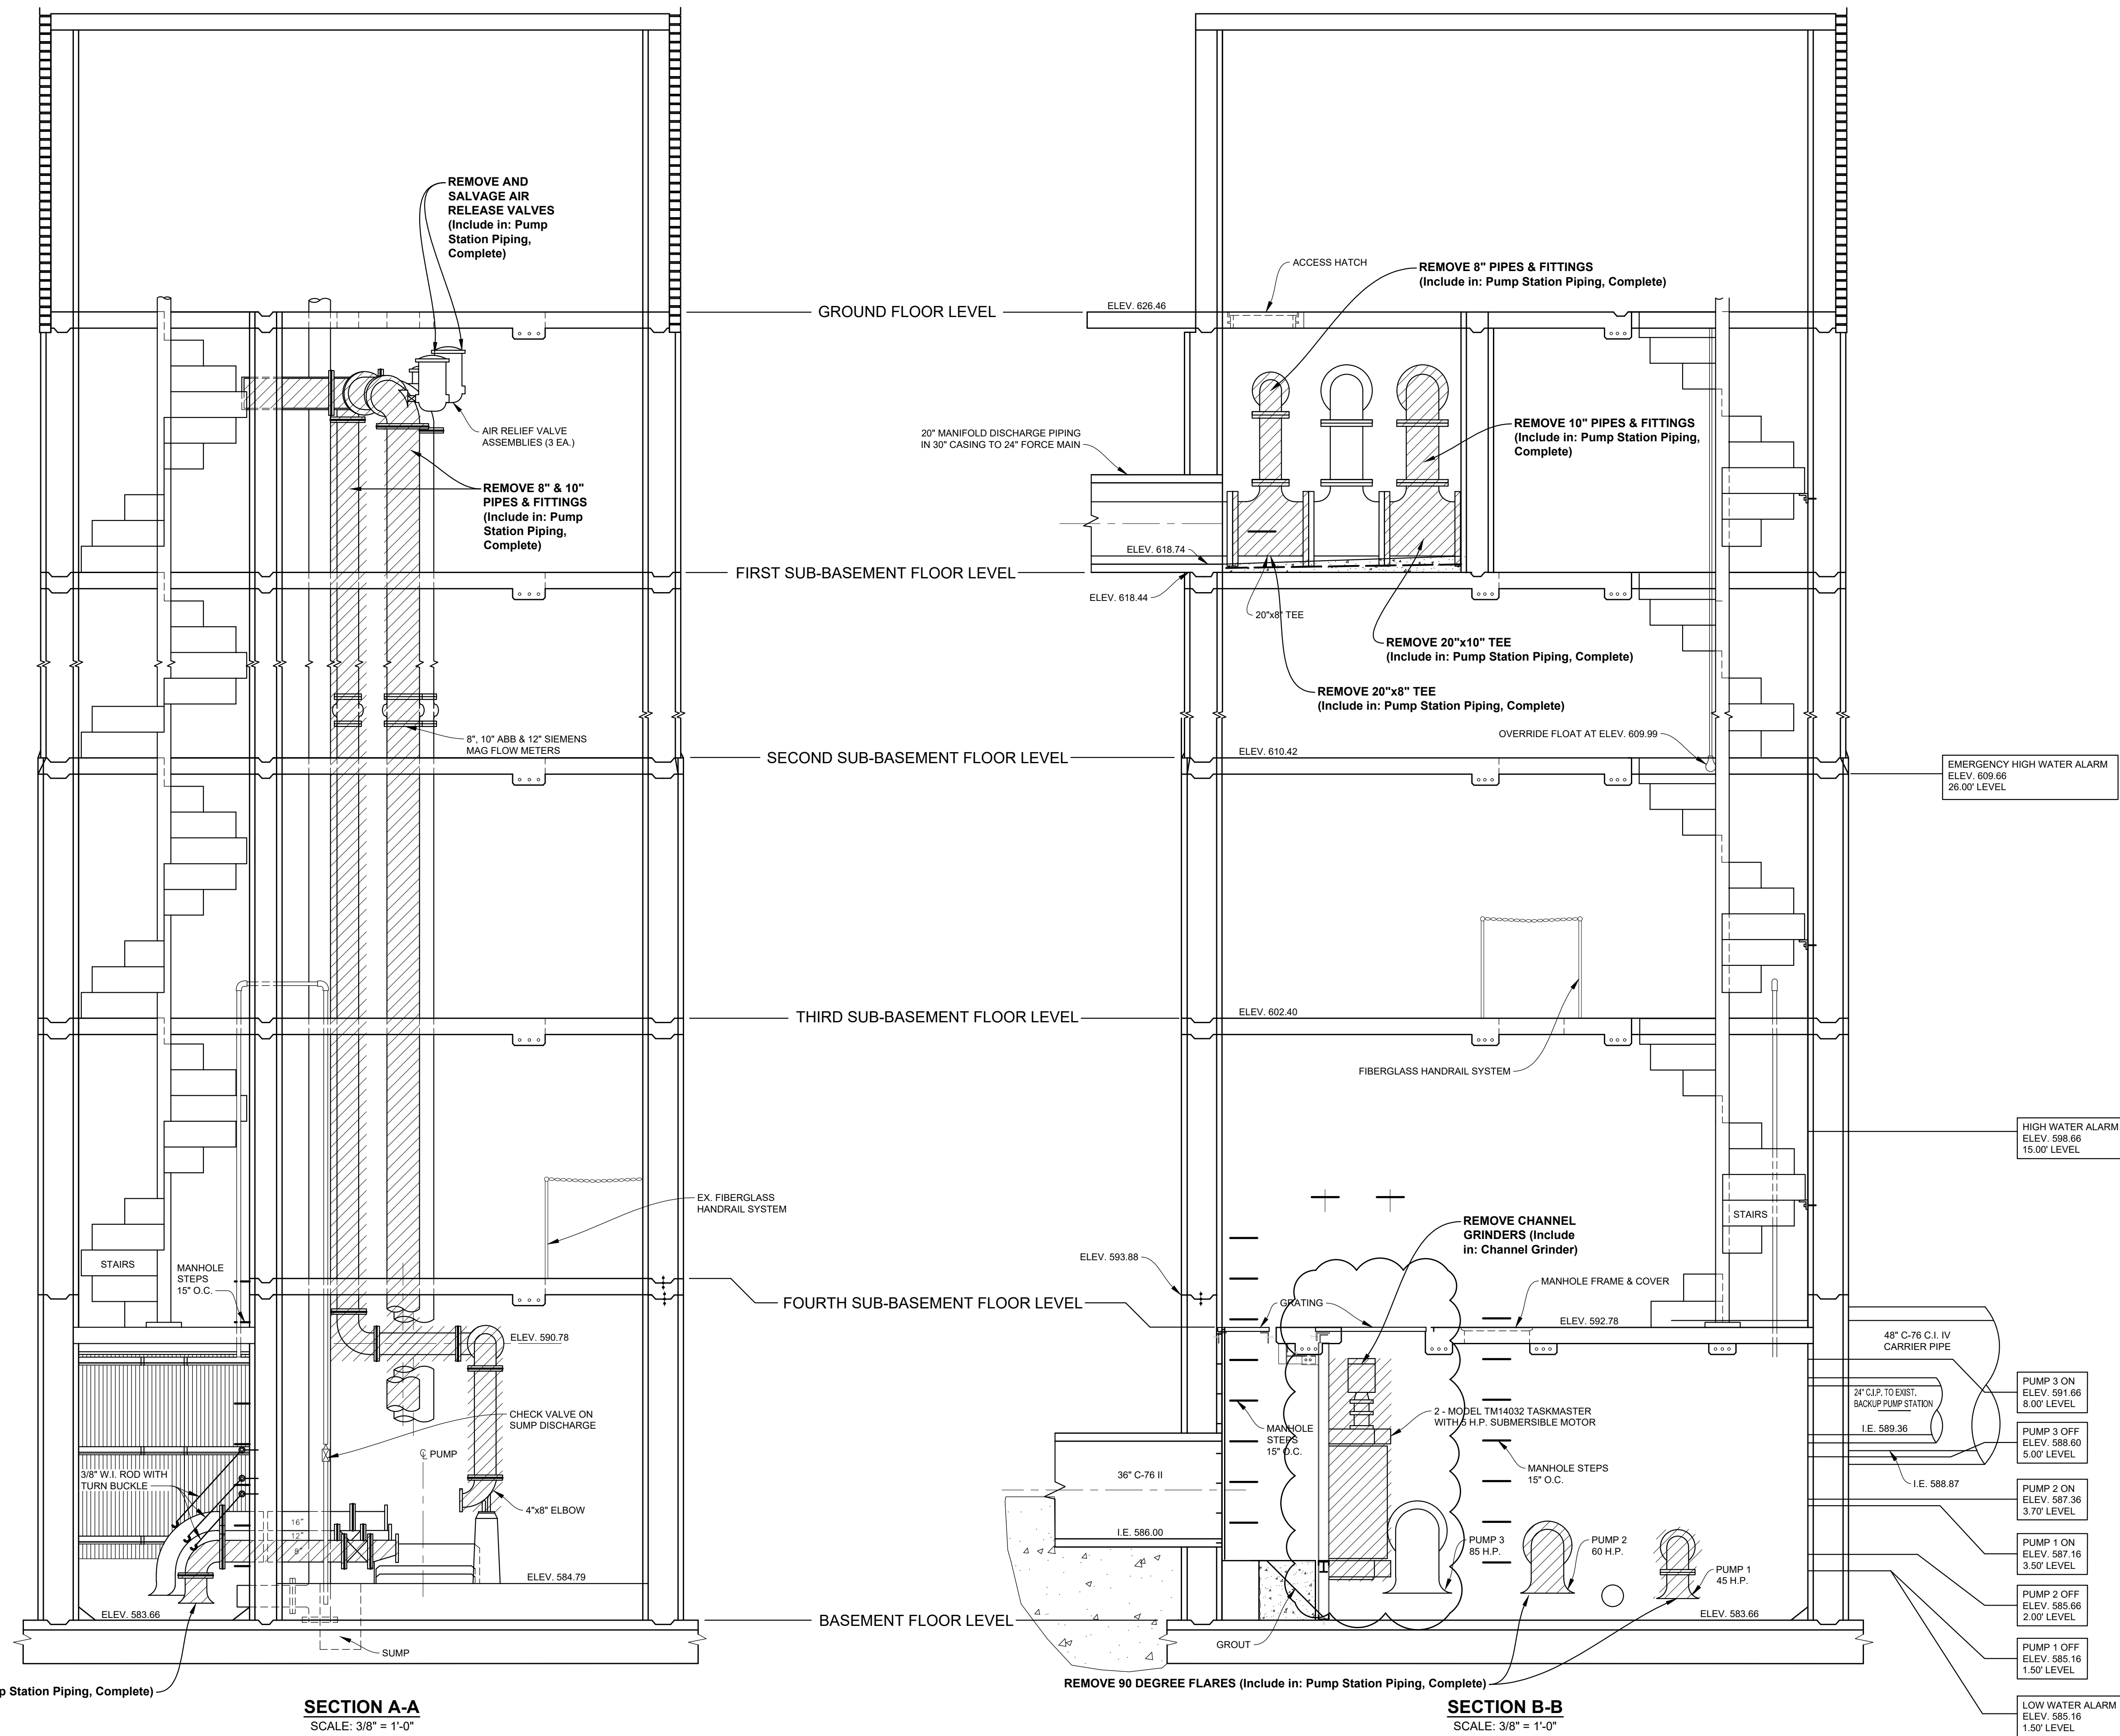 REMOVE AND
SALVAGE AIR
RELEASE VALVES
(Include in: Pump
Station Piping,
Complete)
AIR RELIEF VALVE
ASSEMBLIES (3 EA.)
REMOVE 8" & 10"
PIPES & FITTINGS
(Include in: Pump
Station Piping,
Complete)
8", 10" ABB & 12" SIEMENS
MAG FLOW METERS
EX. FIBERGLASS
HANDRAIL SYSTEM
STAIRS
MANHOLE
STEPS
15" O.C.
ELEV. 590.78
CHECK VALVE ON
SUMP DISCHARGE
℄ PUMP
3/8" W.I. ROD WITH
TURN BUCKLE
4"x8" ELBOW
16"
12"
8"
ELEV. 584.79
ELEV. 583.66
SUMP
p Station Piping, Complete)
SECTION A-A
SCALE: 3/8" = 1'-0"
GROUND FLOOR LEVEL
FIRST SUB-BASEMENT FLOOR LEVEL
SECOND SUB-BASEMENT FLOOR LEVEL
THIRD SUB-BASEMENT FLOOR LEVEL
FOURTH SUB-BASEMENT FLOOR LEVEL
BASEMENT FLOOR LEVEL
ACCESS HATCH
REMOVE 8" PIPES & FITTINGS
(Include in: Pump Station Piping, Complete)
ELEV. 626.46
REMOVE 10" PIPES & FITTINGS
(Include in: Pump Station Piping,
Complete)
20" MANIFOLD DISCHARGE PIPING
IN 30" CASING TO 24" FORCE MAIN
ELEV. 618.74
ELEV. 618.44
20"x8" TEE
REMOVE 20"x10" TEE
(Include in: Pump Station Piping, Complete)
REMOVE 20"x8" TEE
(Include in: Pump Station Piping, Complete)
OVERRIDE FLOAT AT ELEV. 609.99
ELEV. 610.42
EMERGENCY HIGH WATER ALARM
ELEV. 609.66
26.00' LEVEL
ELEV. 602.40
FIBERGLASS HANDRAIL SYSTEM
HIGH WATER ALARM
ELEV. 598.66
15.00' LEVEL
STAIRS
REMOVE CHANNEL
GRINDERS (Include
in: Channel Grinder)
ELEV. 593.88
MANHOLE FRAME & COVER
GRATING
ELEV. 592.78
48" C-76 C.I. IV
CARRIER PIPE
24" C.I.P. TO EXIST.
BACKUP PUMP STATION
I.E. 589.36
I.E. 588.87
PUMP 3 ON
ELEV. 591.66
8.00' LEVEL
PUMP 3 OFF
ELEV. 588.60
5.00' LEVEL
PUMP 2 ON
ELEV. 587.36
3.70' LEVEL
PUMP 1 ON
ELEV. 587.16
3.50' LEVEL
PUMP 2 OFF
ELEV. 585.66
2.00' LEVEL
PUMP 1 OFF
ELEV. 585.16
1.50' LEVEL
LOW WATER ALARM
ELEV. 585.16
1.50' LEVEL
2 - MODEL TM14032 TASKMASTER
WITH 5 H.P. SUBMERSIBLE MOTOR
MANHOLE
STEPS
15" O.C.
MANHOLE STEPS
15" O.C.
36" C-76 II
I.E. 586.00
PUMP 3
85 H.P.
PUMP 2
60 H.P.
PUMP 1
45 H.P.
ELEV. 583.66
GROUT
REMOVE 90 DEGREE FLARES (Include in: Pump Station Piping, Complete)
SECTION B-B
SCALE: 3/8" = 1'-0"